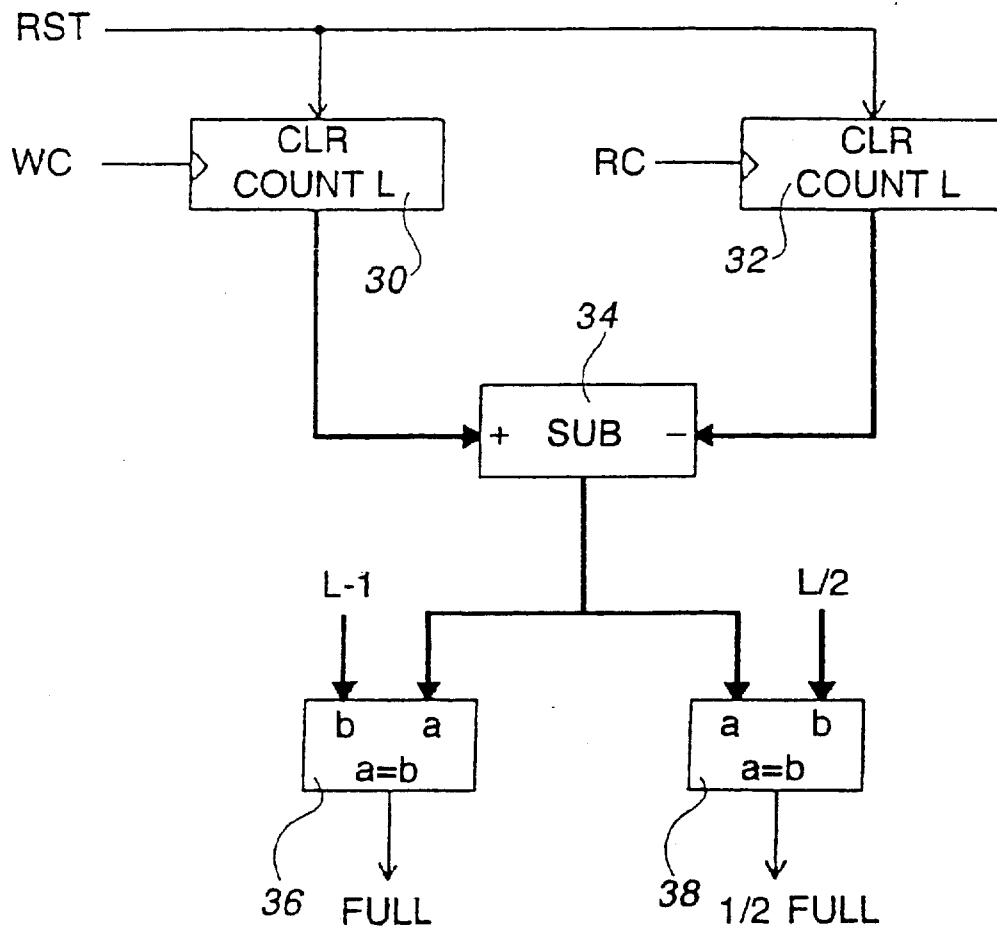 RST
WC
CLR
COUNT L
30
RC
CLR
COUNT L
32
34
+ SUB −
L-1
L/2
b a
a=b
a b
a=b
36
FULL
38
1/2 FULL